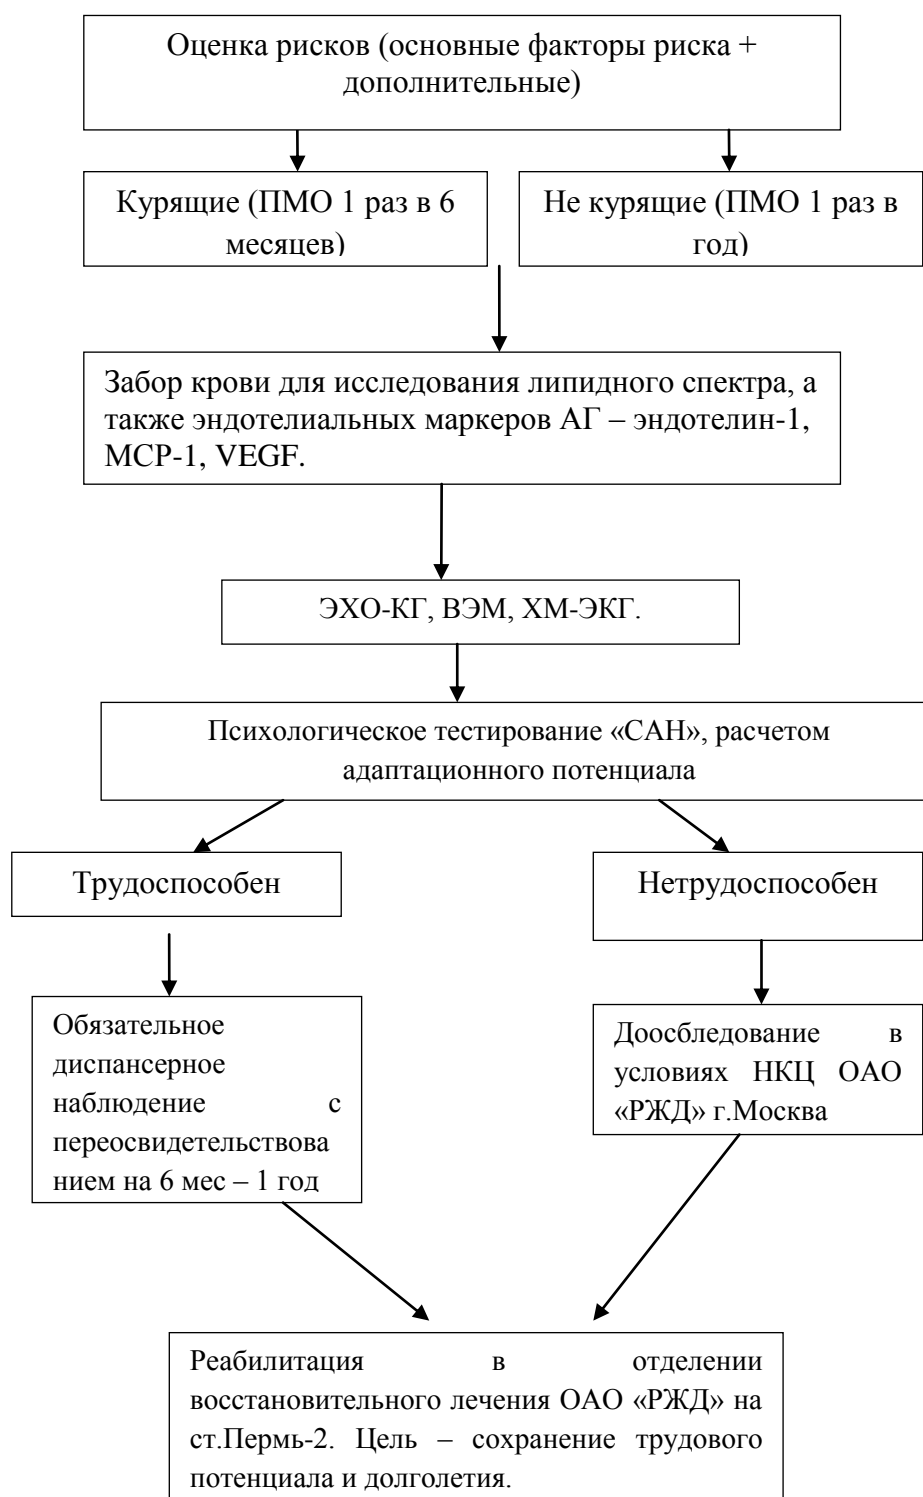 Оценка рисков (основные факторы риска +
дополнительные)
Курящие (ПМО 1 раз в 6
месяцев)
Не курящие (ПМО 1 раз в
год)
Забор крови для исследования липидного спектра, а
также эндотелиальных маркеров АГ – эндотелин-1,
МСР-1, VEGF.
ЭХО-КГ, ВЭМ, ХМ-ЭКГ.
Психологическое тестирование «САН», расчетом
адаптационного потенциала
Трудоспособен
Нетрудоспособен
Обязательное
диспансерное
наблюдение с
переосвидетельствова
нием на 6 мес – 1 год
Доосбледование в
условиях НКЦ ОАО
«РЖД» г.Москва
Реабилитация в отделении
восстановительного лечения ОАО «РЖД» на
ст.Пермь-2. Цель – сохранение трудового
потенциала и долголетия.